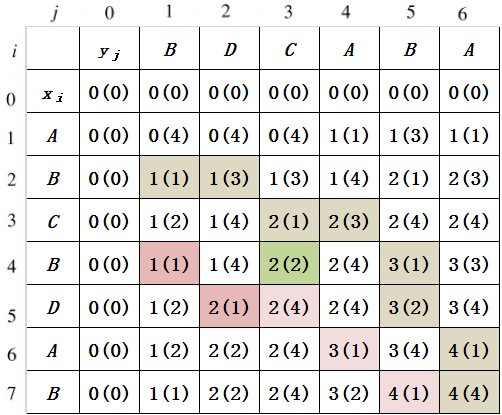 j 0 1 2 3 4 5 6
i y j B D C A B A
0 x i 0(0) 0(0) 0(0) 0(0) 0(0) 0(0) 0(0)
1 A 0(0) 0(4) 0(4) 0(4) 1(1) 1(3) 1(1)
2 B 0(0) 1(1) 1(3) 1(3) 1(4) 2(1) 2(3)
3 C 0(0) 1(2) 1(4) 2(1) 2(3) 2(4) 2(4)
4 B 0(0) 1(1) 1(4) 2(2) 2(4) 3(1) 3(3)
5 D 0(0) 1(2) 2(1) 2(4) 2(4) 3(2) 3(4)
6 A 0(0) 1(2) 2(2) 2(4) 3(1) 3(4) 4(1)
7 B 0(0) 1(1) 2(2) 2(4) 3(2) 4(1) 4(4)